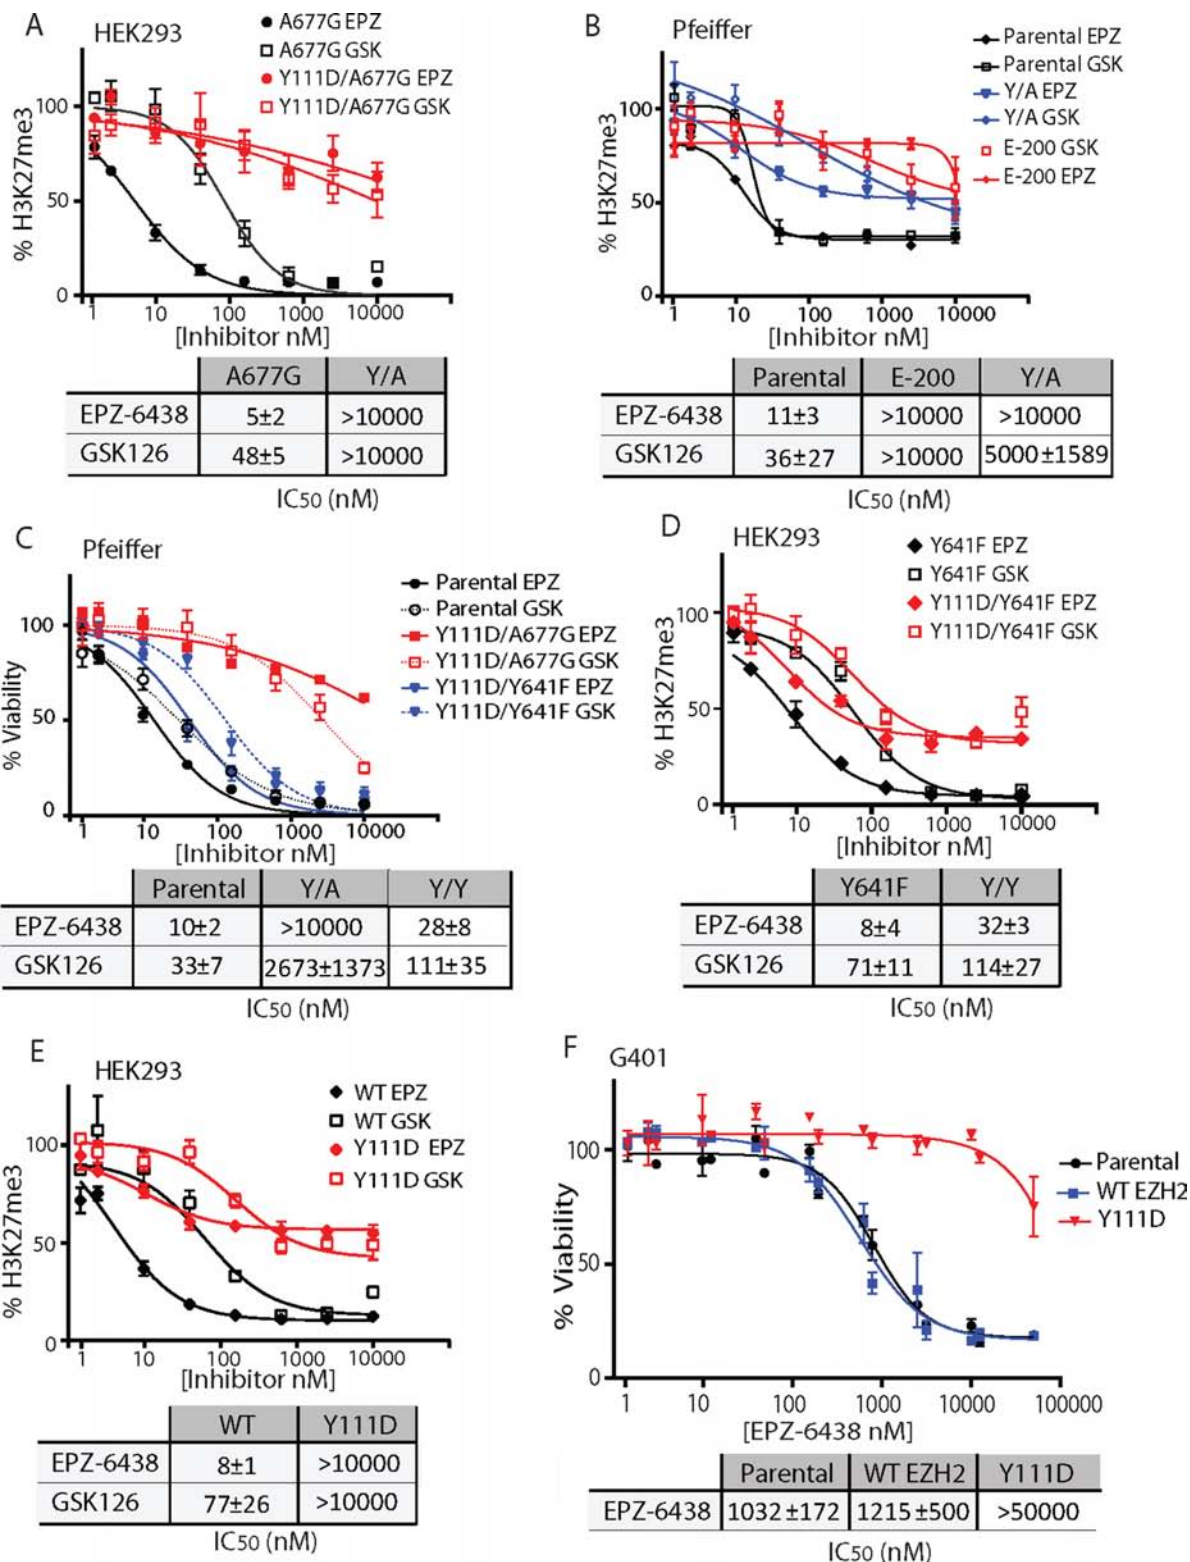 A
HEK293
A677G EPZ
A677G GSK
Y111D/A677G EPZ
Y111D/A677G GSK
% H3K27me3
100
50
0
1 10 100 1000 10000
[Inhibitor nM]
A677G Y/A
EPZ-6438 5±2 >10000
GSK126 48±5 >10000
IC50 (nM)
B
Pfeiffer
Parental EPZ
Parental GSK
Y/A EPZ
Y/A GSK
E-200 GSK
E-200 EPZ
% H3K27me3
100
50
0
1 10 100 1000 10000
[Inhibitor nM]
Parental E-200 Y/A
EPZ-6438 11±3 >10000 >10000
GSK126 36±27 >10000 5000±1589
IC50 (nM)
C
Pfeiffer
Parental EPZ
Parental GSK
Y111D/A677G EPZ
Y111D/A677G GSK
Y111D/Y641F EPZ
Y111D/Y641F GSK
% Viability
100
50
0
1 10 100 1000 10000
[Inhibitor nM]
Parental Y/A Y/Y
EPZ-6438 10±2 >10000 28±8
GSK126 33±7 2673±1373 111±35
IC50 (nM)
D
HEK293
Y641F EPZ
Y641F GSK
Y111D/Y641F EPZ
Y111D/Y641F GSK
% H3K27me3
100
50
0
1 10 100 1000 10000
[Inhibitor nM]
Y641F Y/Y
EPZ-6438 8±4 32±3
GSK126 71±11 114±27
IC50 (nM)
E
HEK293
WT EPZ
WT GSK
Y111D EPZ
Y111D GSK
% H3K27me3
100
50
0
1 10 100 1000 10000
[Inhibitor nM]
WT Y111D
EPZ-6438 8±1 >10000
GSK126 77±26 >10000
IC50 (nM)
F
G401
Parental
WT EZH2
Y111D
% Viability
100
50
0
1 10 100 1000 10000 100000
[EPZ-6438 nM]
Parental WT EZH2 Y111D
EPZ-6438 1032±172 1215±500 >50000
IC50 (nM)